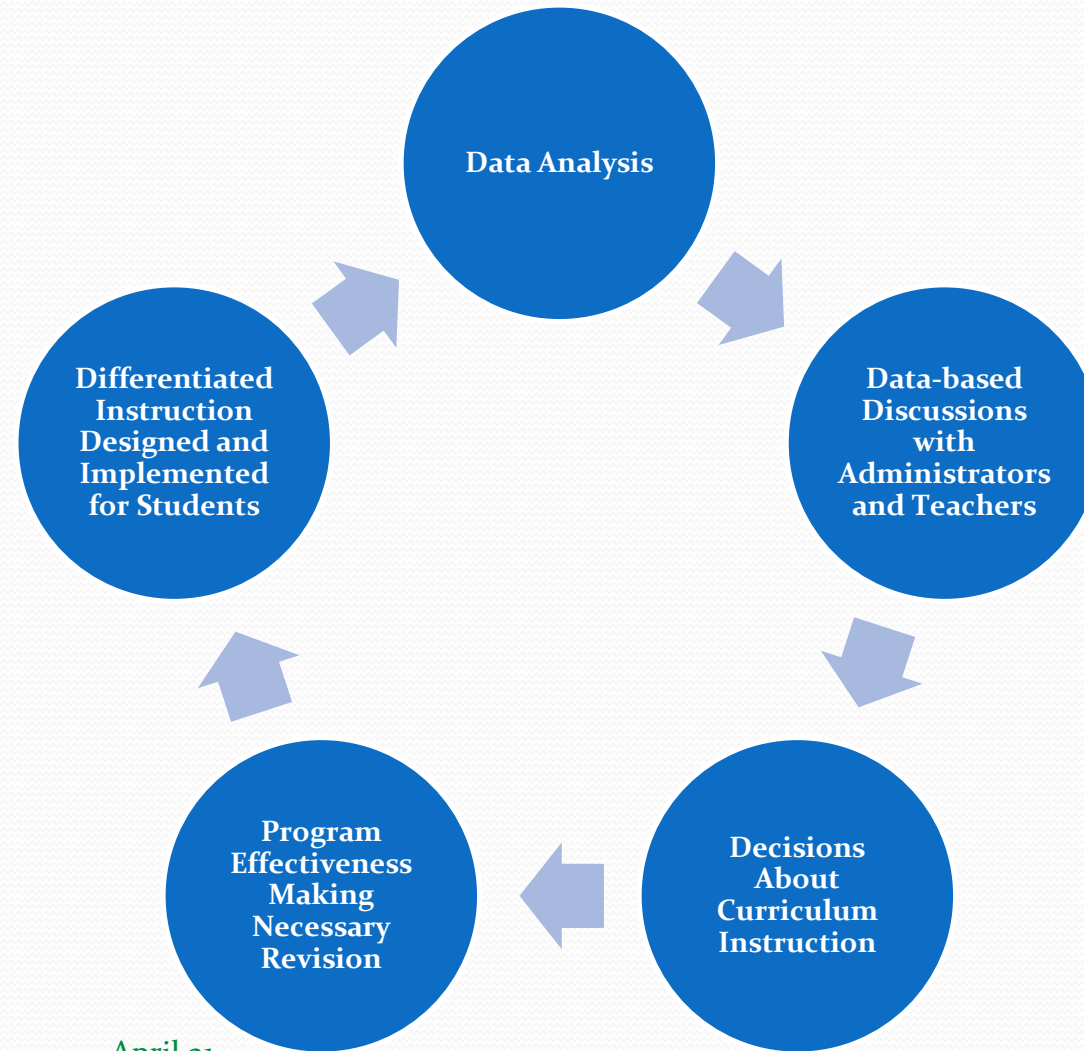 Data Analysis
Data-based
Discussions
with
Administrators
and Teachers
Decisions
About
Curriculum
Instruction
Program
Effectiveness
Making
Necessary
Revision
Differentiated
Instruction
Designed and
Implemented
for Students
April